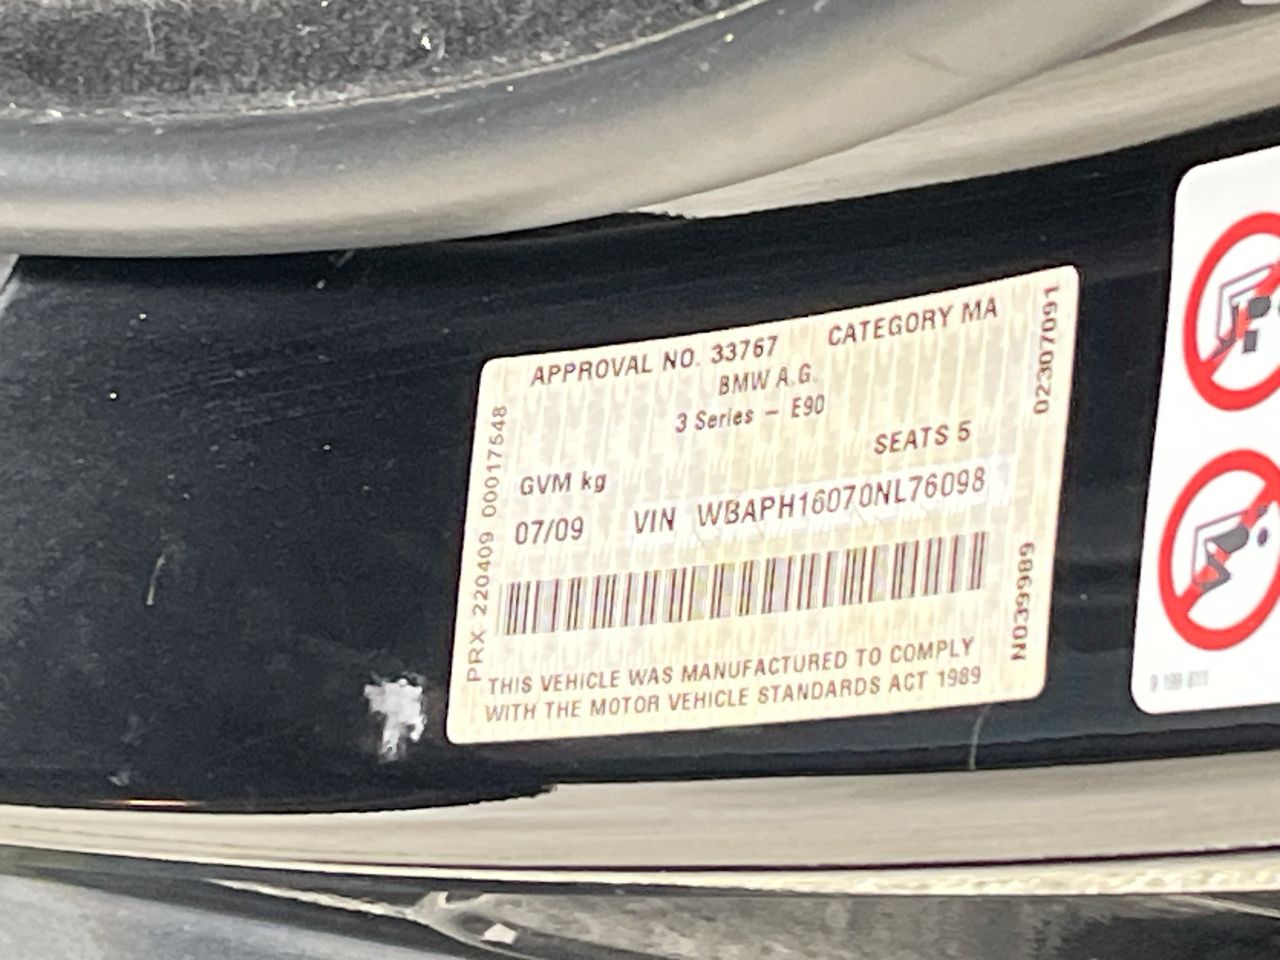 APPROVAL NO. 33767 CATEGORY MA
BMW A.G.
3 Series – E90
SEATS 5
GVM kg
07/09 VIN WBAPH16070NL76098
THIS VEHICLE WAS MANUFACTURED TO COMPLY
WITH THE MOTOR VEHICLE STANDARDS ACT 1989
PRX 220409 00017548
02307091
N039989